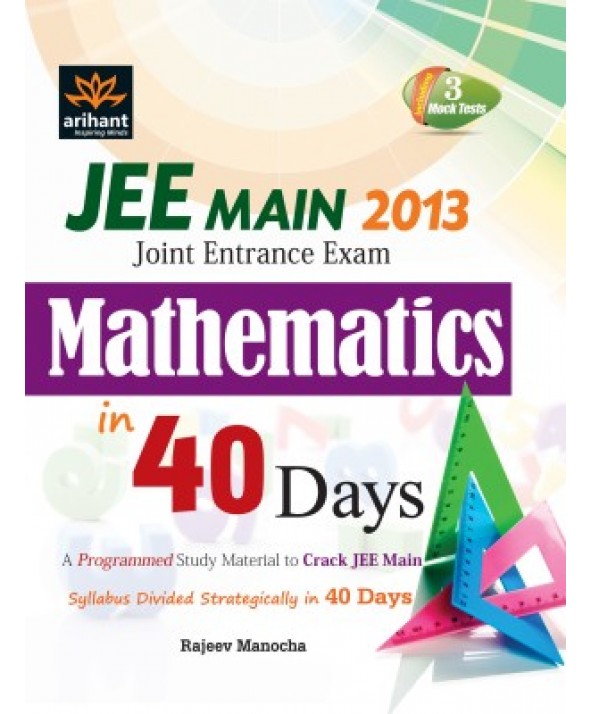 arihant
Inspiring Minds
Including
3
Mock Tests
JEE MAIN 2013
Joint Entrance Exam
Mathematics
in
40 Days
A Programmed Study Material to Crack JEE Main
Syllabus Divided Strategically in 40 Days
Rajeev Manocha